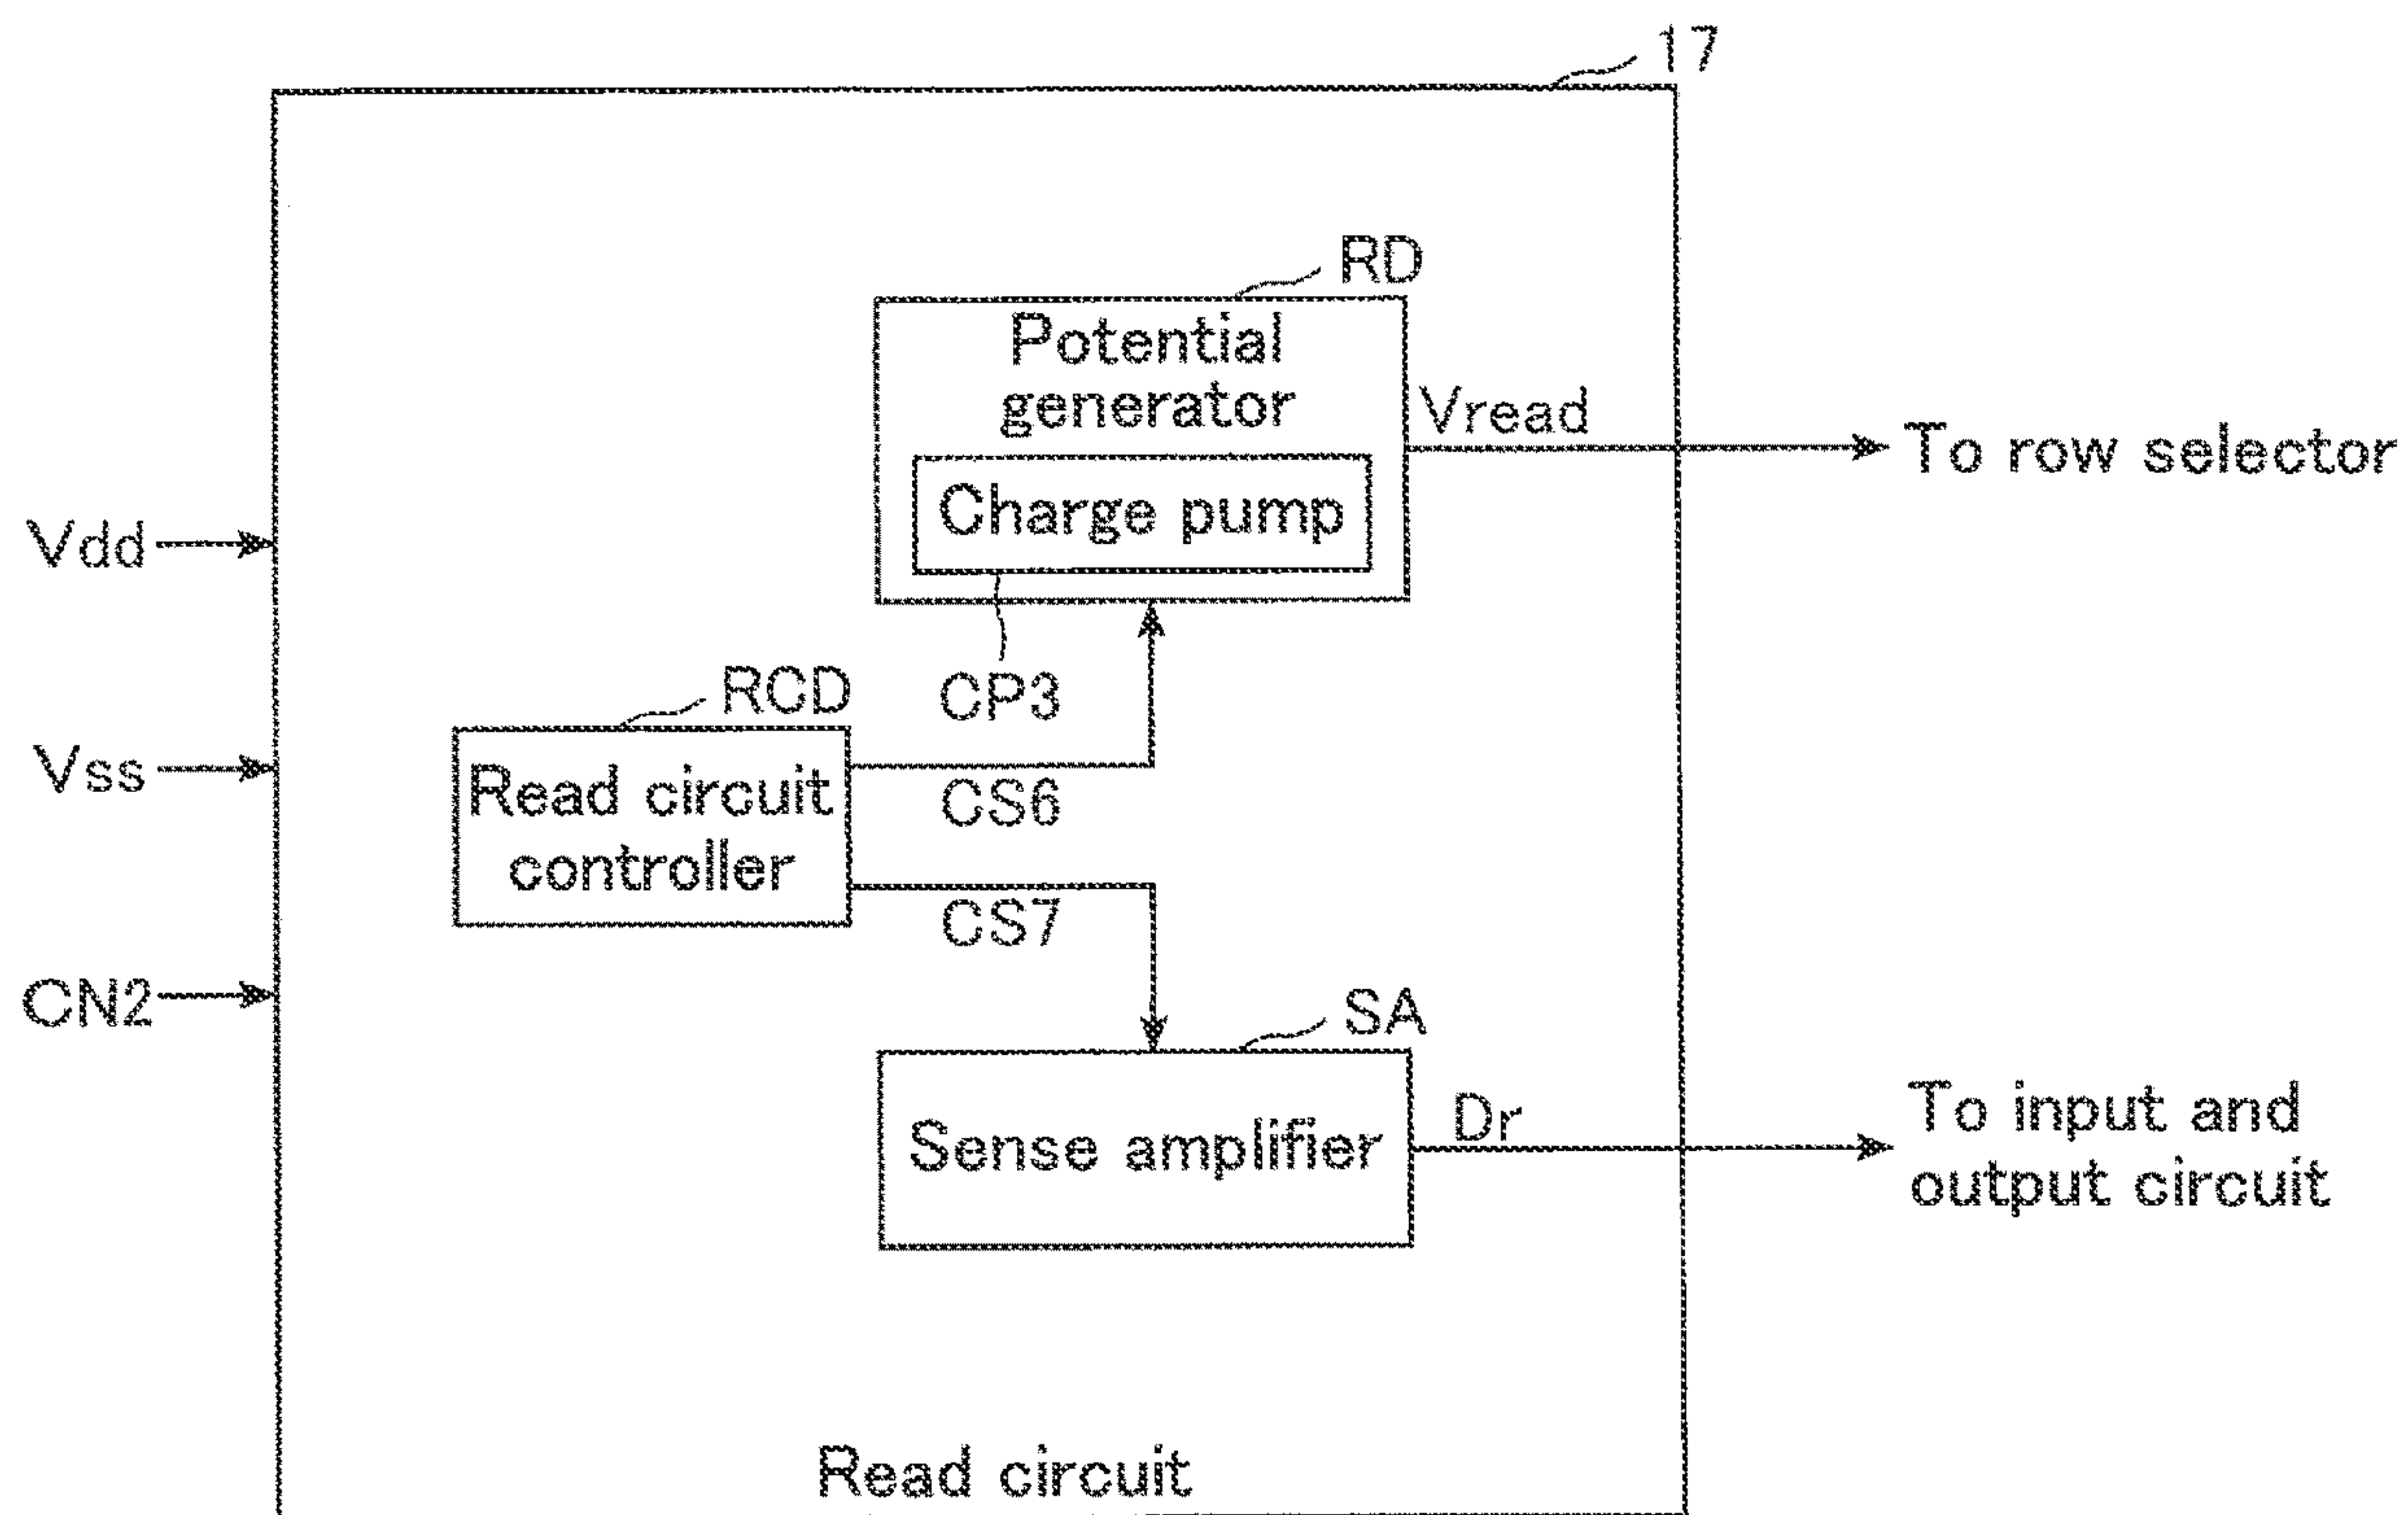 17
RD
Potential
generator
Vread
To row selector
Charge pump
Vdd
RCD
CP3
Vss
Read circuit
controller
CS6
CS7
CN2
SA
Sense amplifier
Dr
To input and
output circuit
Read circuit